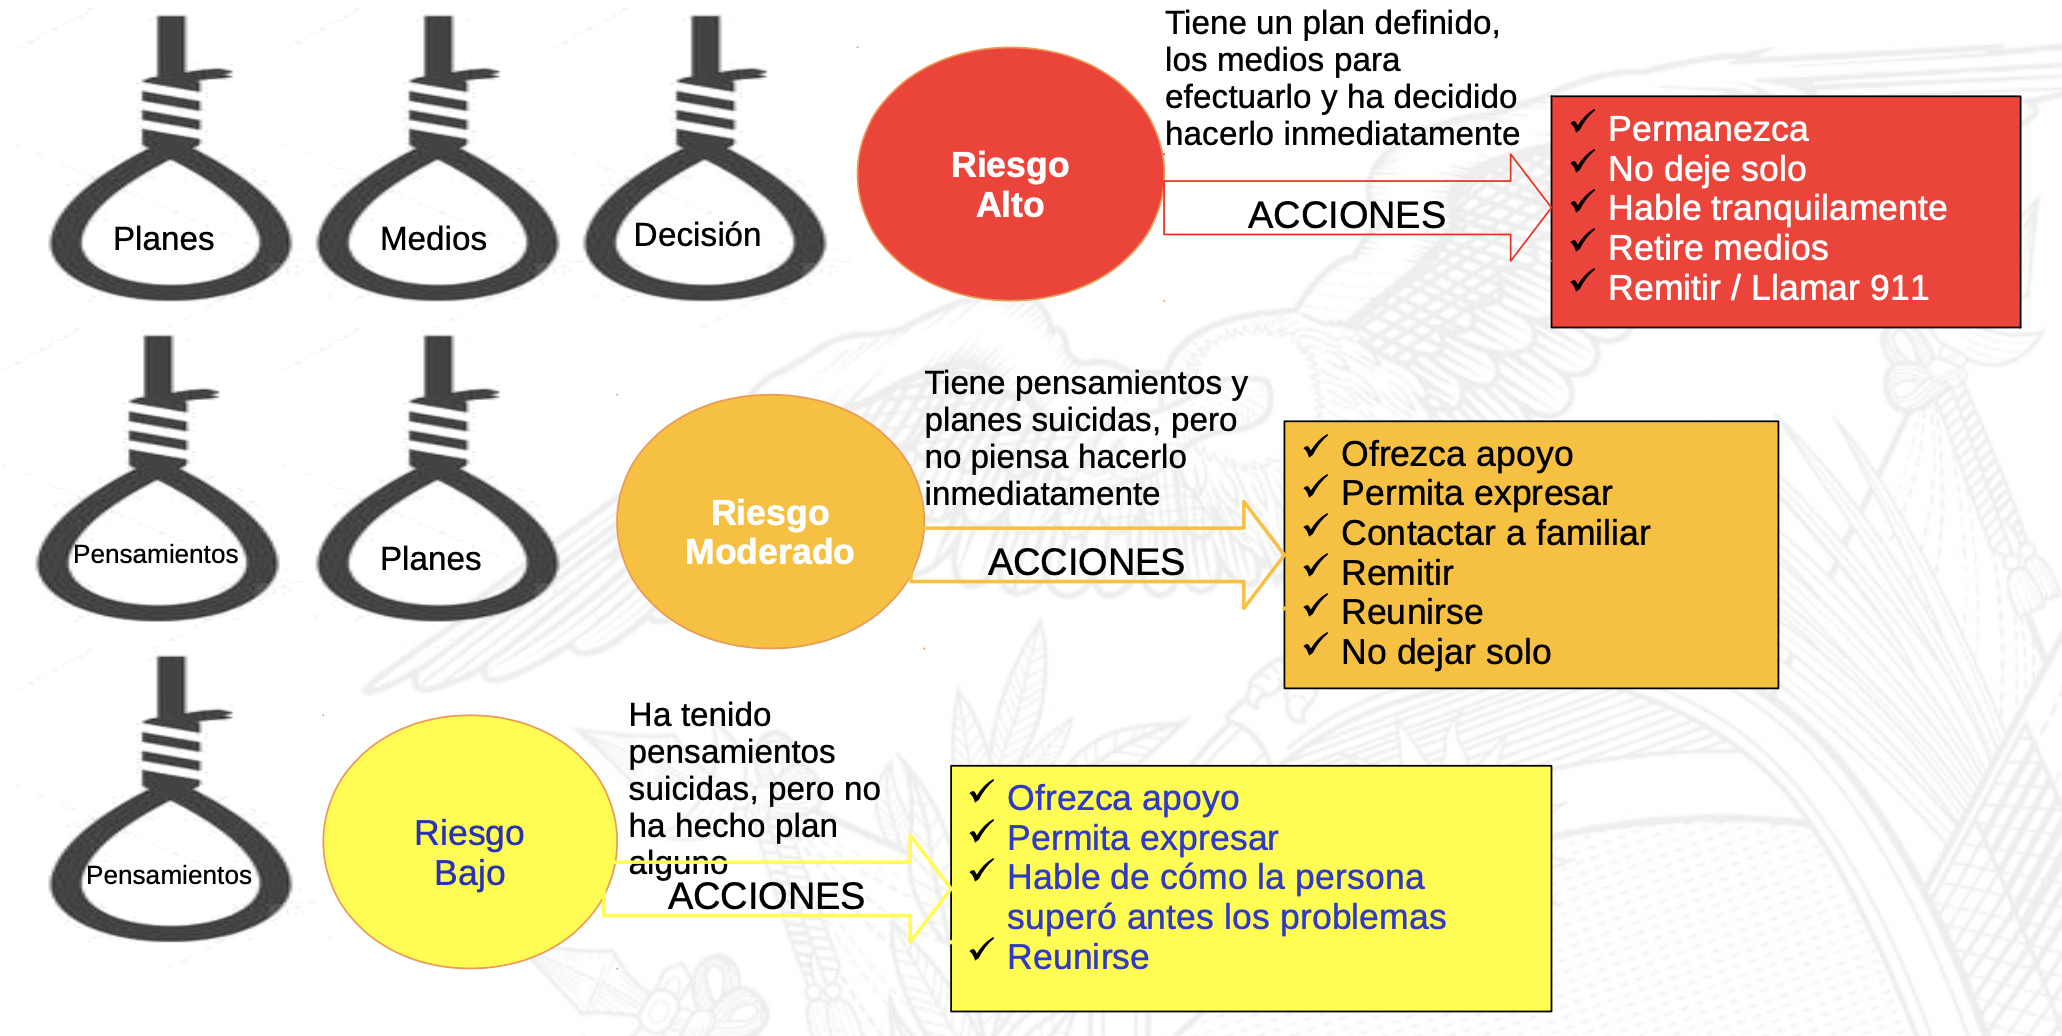 Planes
Medios
Decisión
Riesgo
Alto
Tiene un plan definido,
los medios para
efectuarlo y ha decidido
hacerlo inmediatamente
ACCIONES
✓ Permanezca
✓ No deje solo
✓ Hable tranquilamente
✓ Retire medios
✓ Remitir / Llamar 911
Pensamientos
Planes
Riesgo
Moderado
Tiene pensamientos y
planes suicidas, pero
no piensa hacerlo
inmediatamente
ACCIONES
✓ Ofrezca apoyo
✓ Permita expresar
✓ Contactar a familiar
✓ Remitir
✓ Reunirse
✓ No dejar solo
Pensamientos
Riesgo
Bajo
Ha tenido
pensamientos
suicidas, pero no
ha hecho plan
alguno
ACCIONES
✓ Ofrezca apoyo
✓ Permita expresar
✓ Hable de cómo la persona
superó antes los problemas
✓ Reunirse